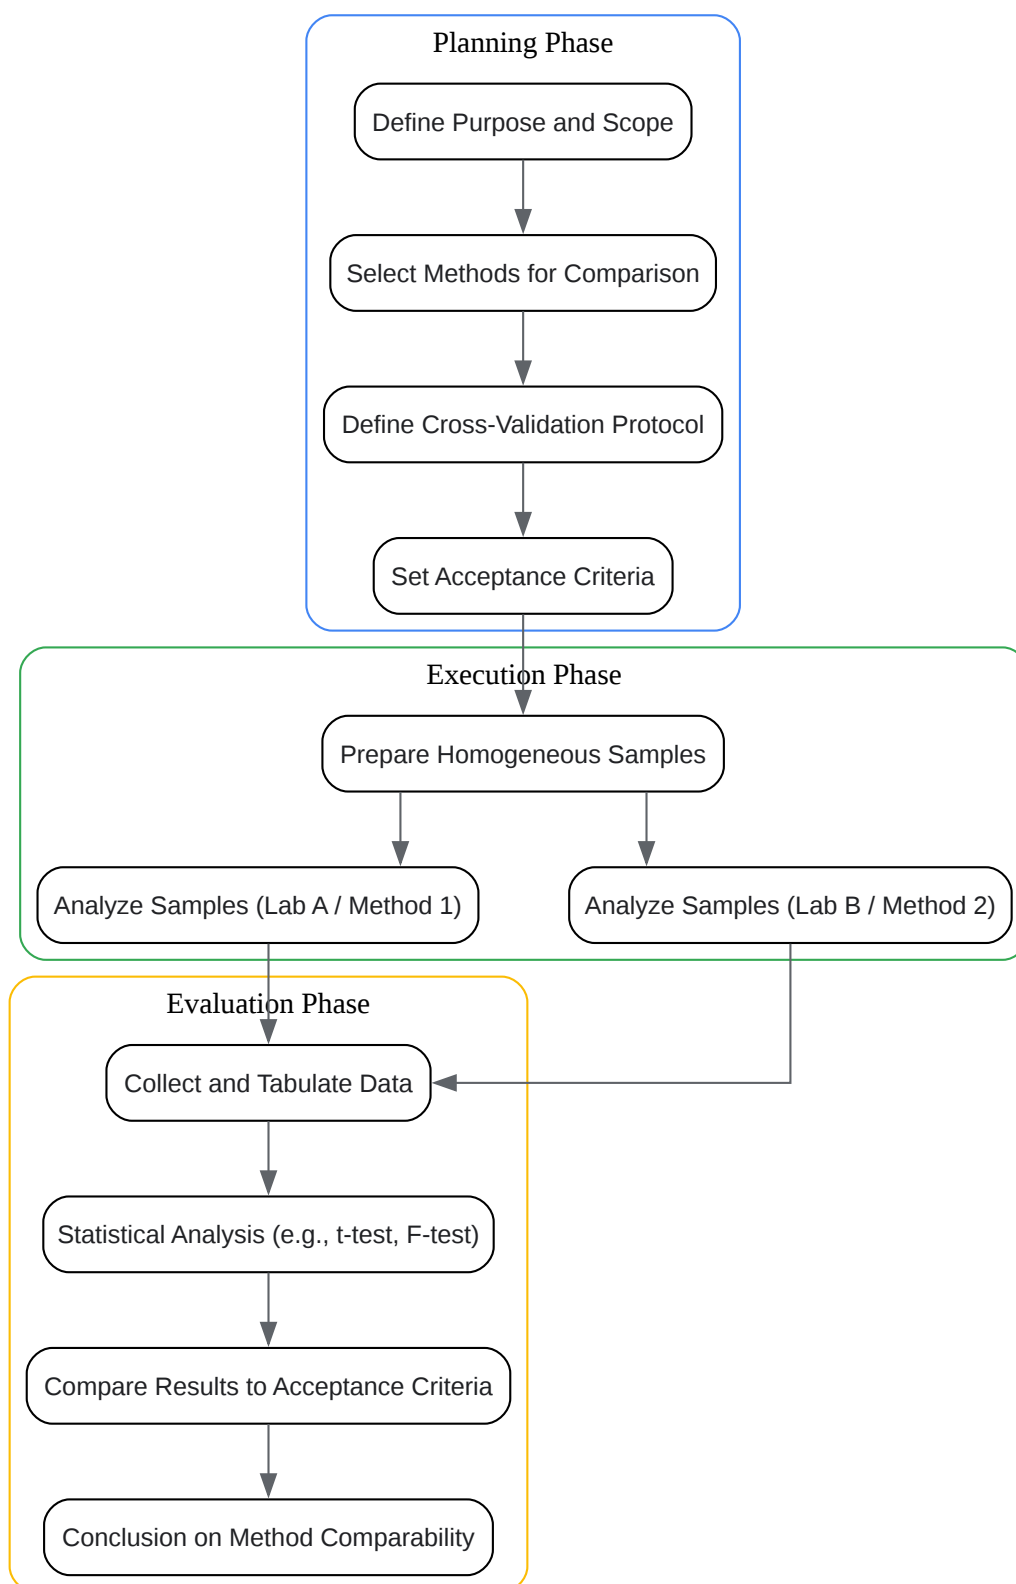 Planning Phase
Define Purpose and Scope
Select Methods for Comparison
Define Cross-Validation Protocol
Set Acceptance Criteria
Execution Phase
Prepare Homogeneous Samples
Analyze Samples (Lab A / Method 1)
Analyze Samples (Lab B / Method 2)
Evaluation Phase
Collect and Tabulate Data
Statistical Analysis (e.g., t-test, F-test)
Compare Results to Acceptance Criteria
Conclusion on Method Comparability